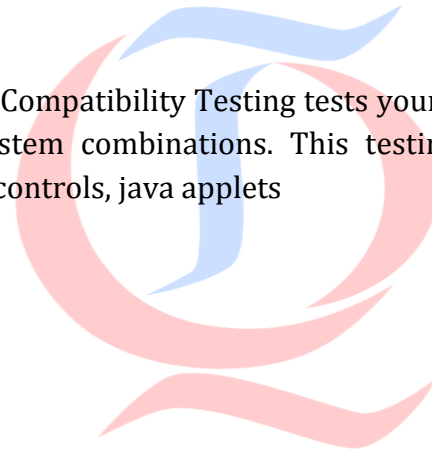 Compatibility Testing tests your
stem combinations. This testin
controls, java applets